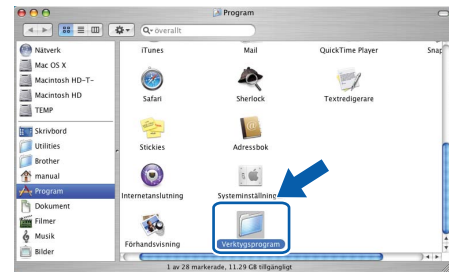 Program
överallt
Nätverk
Mac OS X
Macintosh HD-T-
Macintosh HD
TEMP
Skrivbord
Utilities
Brother
manual
Program
Dokument
Filmer
Musik
Bilder
iTunes Mail QuickTime Player Snap
Safari Sherlock Textredigerare
Stickies Adressbok
Internetanslutning Systeminställning
Förhandsvisning Verktygsprogram
1 av 28 markerade, 11.29 GB tillgängligt